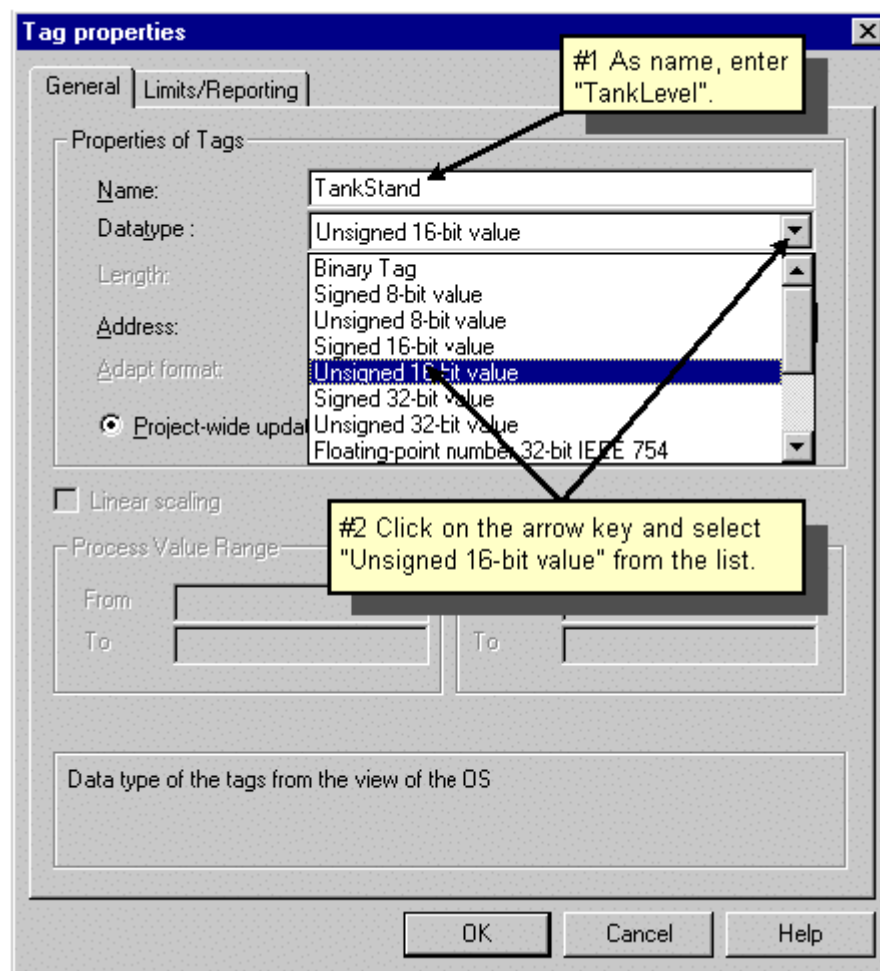 Tag properties
#1 As name, enter
"TankLevel".
General
Limits/Reporting
Properties of Tags
Name:
TankStand
Datatype :
Unsigned 16-bit value
Length:
Binary Tag
Signed 8-bit value
Address:
Unsigned 8-bit value
Signed 16-bit value
Adapt format:
Unsigned 16-bit value
Signed 32-bit value
Project-wide updat
Unsigned 32-bit value
Floating-point number 32-bit IEEE 754
Linear scaling
#2 Click on the arrow key and select
"Unsigned 16-bit value" from the list.
Process Value Range
From
To
To
Data type of the tags from the view of the OS
OK
Cancel
Help